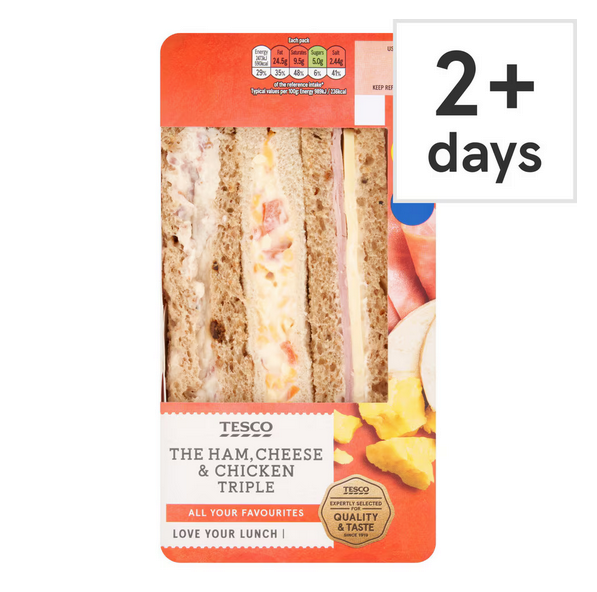 Each pack
Energy Fat Saturates Sugars Salt
2473kJ 590kcal 24.5g 9.5g 5.0g 2.44g
29% 35% 48% 6% 41%
of the reference intake*.
Typical values per 100g: Energy 989kJ / 236kcal
KEEP REF
2+
days
TESCO
THE HAM, CHEESE
& CHICKEN
TRIPLE
ALL YOUR FAVOURITES
LOVE YOUR LUNCH |
TESCO
EXPERTLY SELECTED
FOR
QUALITY
& TASTE
SINCE 1919